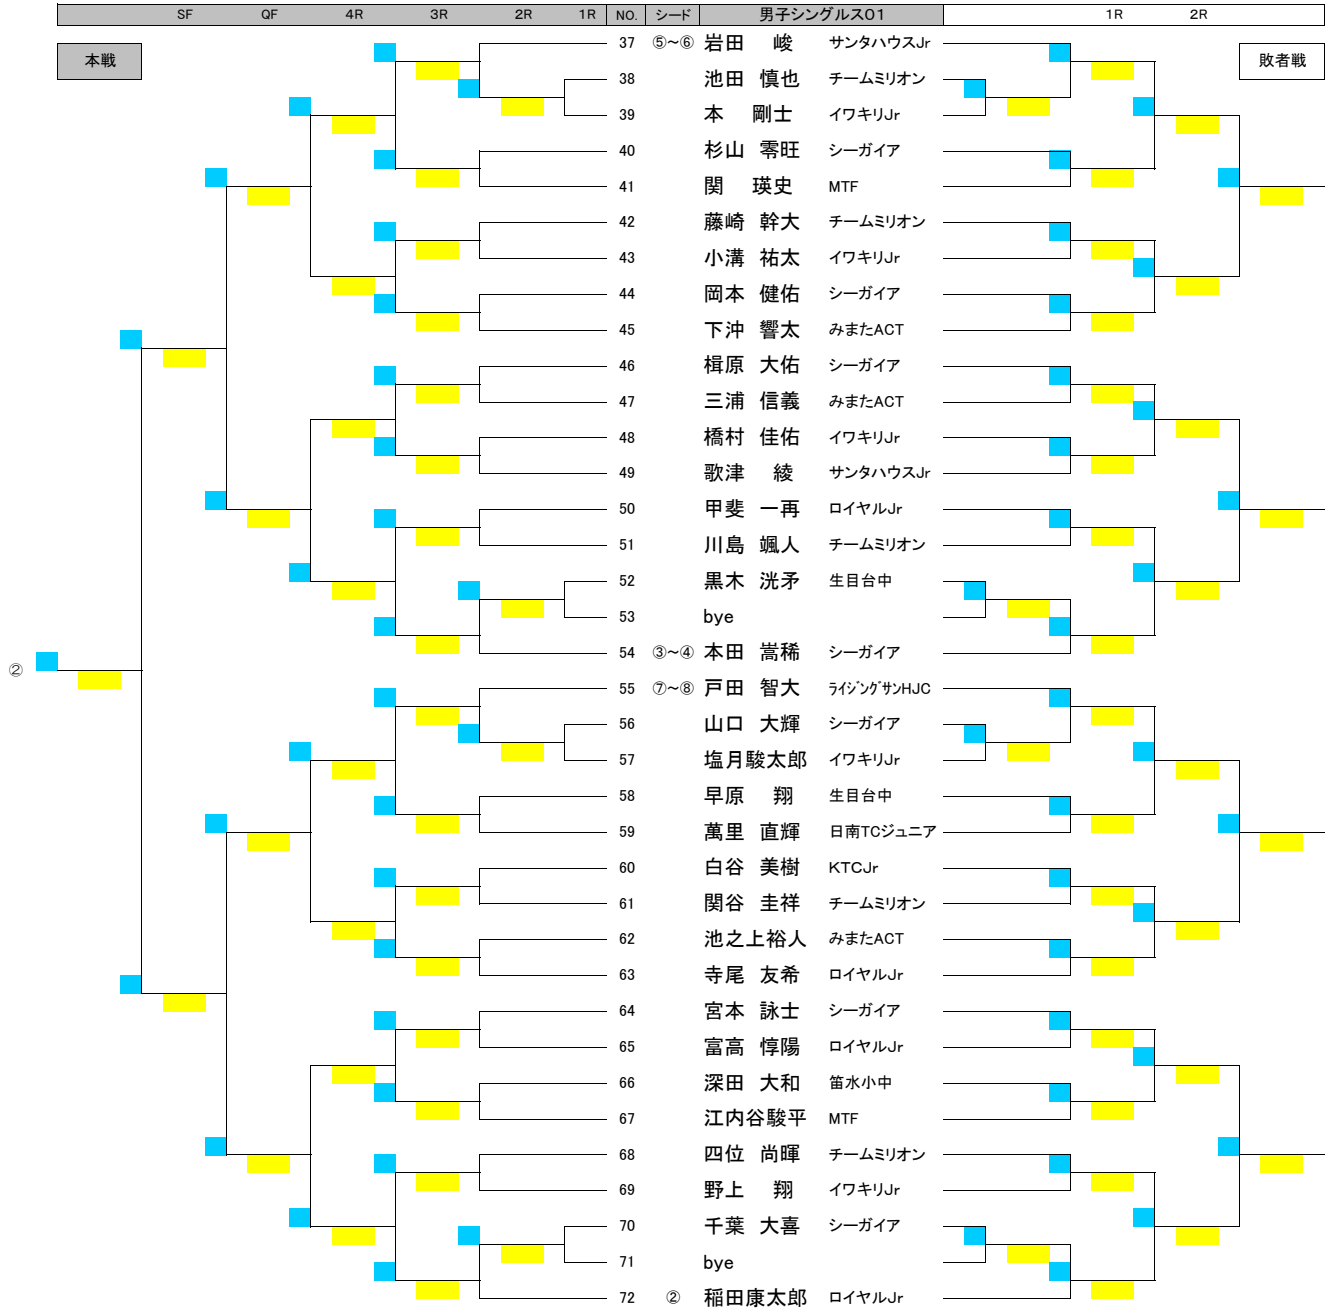 SF QF 4R 3R 2R 1R NO. シード 男子シングルス01 1R 2R
本戦
敗者戦
37 ⑤～⑥ 岩田 峻 サンタハウスJr
38 池田 慎也 チームミリオン
39 本 剛士 イワキリJr
40 杉山 零旺 シーガイア
41 関 瑛史 MTF
42 藤崎 幹大 チームミリオン
43 小溝 祐太 イワキリJr
44 岡本 健佑 シーガイア
45 下沖 響太 みまたACT
46 楫原 大佑 シーガイア
47 三浦 信義 みまたACT
48 橋村 佳佑 イワキリJr
49 歌津 綾 サンタハウスJr
50 甲斐 一再 ロイヤルJr
51 川島 颯人 チームミリオン
52 黒木 洸矛 生目台中
53 bye
54 ③～④ 本田 嵩稀 シーガイア
②
55 ⑦～⑧ 戸田 智大 ライジングサンHJC
56 山口 大輝 シーガイア
57 塩月駿太郎 イワキリJr
58 早原 翔 生目台中
59 萬里 直輝 日南TCジュニア
60 白谷 美樹 KTCJr
61 関谷 圭祥 チームミリオン
62 池之上裕人 みまたACT
63 寺尾 友希 ロイヤルJr
64 宮本 詠士 シーガイア
65 富高 惇陽 ロイヤルJr
66 深田 大和 笛水小中
67 江内谷駿平 MTF
68 四位 尚暉 チームミリオン
69 野上 翔 イワキリJr
70 千葉 大喜 シーガイア
71 bye
72 ② 稲田康太郎 ロイヤルJr